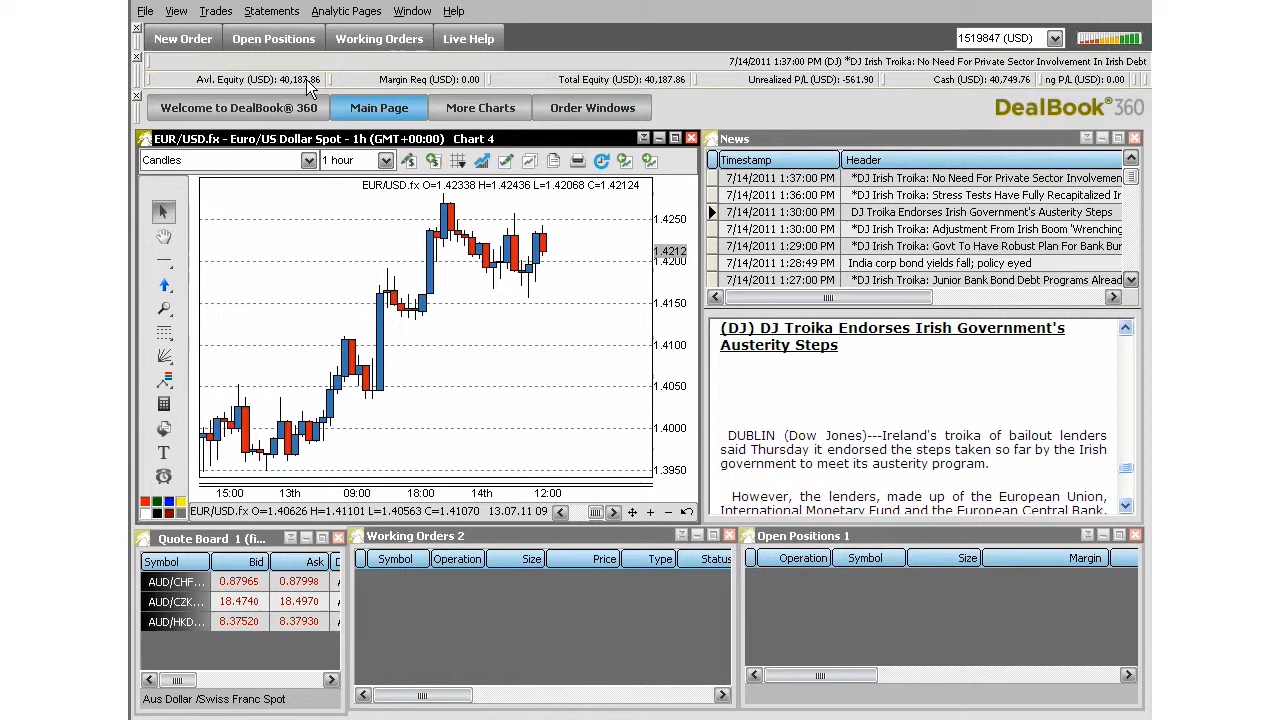 File View Trades Statements Analytic Pages Window Help
New Order Open Positions Working Orders Live Help 1519847 (USD)
7/14/2011 1:37:00 PM (DJ) *DJ Irish Troika: No Need For Private Sector Involvement In Irish Debt
Avl. Equity (USD): 40,187.86 Margin Req (USD): 0.00 Total Equity (USD): 40,187.86 Unrealized P/L (USD): -561.90 Cash (USD): 40,749.76 ng P/L (USD): 0.00
Welcome to DealBook® 360 Main Page More Charts Order Windows DealBook®360
EUR/USD.fx - Euro/US Dollar Spot - 1h (GMT+00:00) Chart 4
Candles 1 hour
EUR/USD.fx O=1.42338 H=1.42436 L=1.42068 C=1.42124
1.4250
1.4212
1.4200
1.4150
1.4100
1.4050
1.4000
1.3950
T
15:00 13th 09:00 18:00 14th 12:00
EUR/USD.fx O=1.40626 H=1.41101 L=1.4056 C=1.41070 13.07.11 09
News
Timestamp Header
7/14/2011 1:37:00 PM *DJ Irish Troika: No Need For Private Sector Involvemen
7/14/2011 1:36:00 PM *DJ Irish Troika: Stress Tests Have Fully Recapitalized Ir
7/14/2011 1:30:00 PM DJ Troika Endorses Irish Government's Austerity Steps
7/14/2011 1:30:00 PM *DJ Irish Troika: Adjustment From Irish Boom 'Wrenching
7/14/2011 1:29:00 PM *DJ Irish Troika: Govt To Have Robust Plan For Bank Bur
7/14/2011 1:28:49 PM India corp bond yields fall; policy eyed
7/14/2011 1:27:00 PM *DJ Irish Troika: Junior Bank Bond Debt Programs Alread
(DJ) DJ Troika Endorses Irish Government's
Austerity Steps
DUBLIN (Dow Jones)---Ireland's troika of bailout lenders
said Thursday it endorsed the steps taken so far by the Irish
government to meet its austerity program.
However, the lenders, made up of the European Union,
International Monetary Fund and the European Central Bank,
Quote Board 1 (fi...
Symbol Bid Ask
AUD/CHF... 0.87965 0.87998
AUD/CZK... 18.4740 18.4970
AUD/HKD... 8.37520 8.37930
Aus Dollar /Swiss Franc Spot
Working Orders 2
Symbol Operation Size Price Type Status
Open Positions 1
Operation Symbol Size Margin